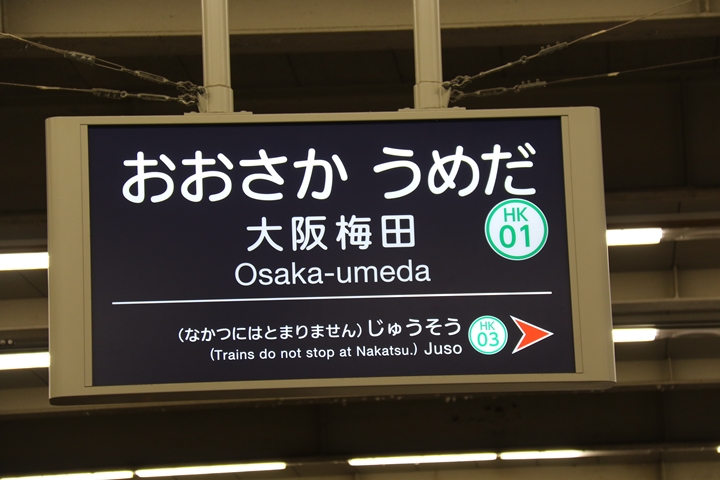 おおさか うめだ
大阪梅田
HK
01
Osaka-umeda
(なかつにはとまりません) じゅうそう
(Trains do not stop at Nakatsu.) Juso
HK
03